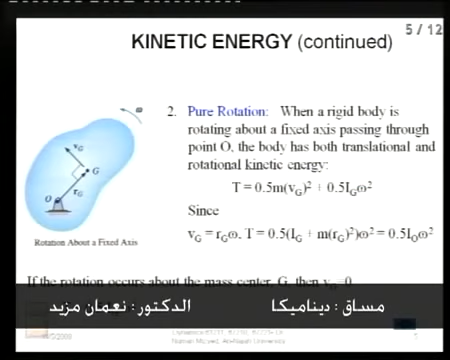 5 / 12
KINETIC ENERGY (continued)
2. Pure Rotation: When a rigid body is
rotating about a fixed axis passing through
point O, the body has both translational and
rotational kinetic energy:
T = 0.5m(vG)² + 0.5IGω²
Since
vG = rGω, T = 0.5(IG + m(rG)²)ω² = 0.5IOω²
ω
vG
G
rG
O
Rotation About a Fixed Axis
If the rotation occurs about the mass center, G, then vG=0
مساق : ديناميكا الدكتور: نعمان مزيد